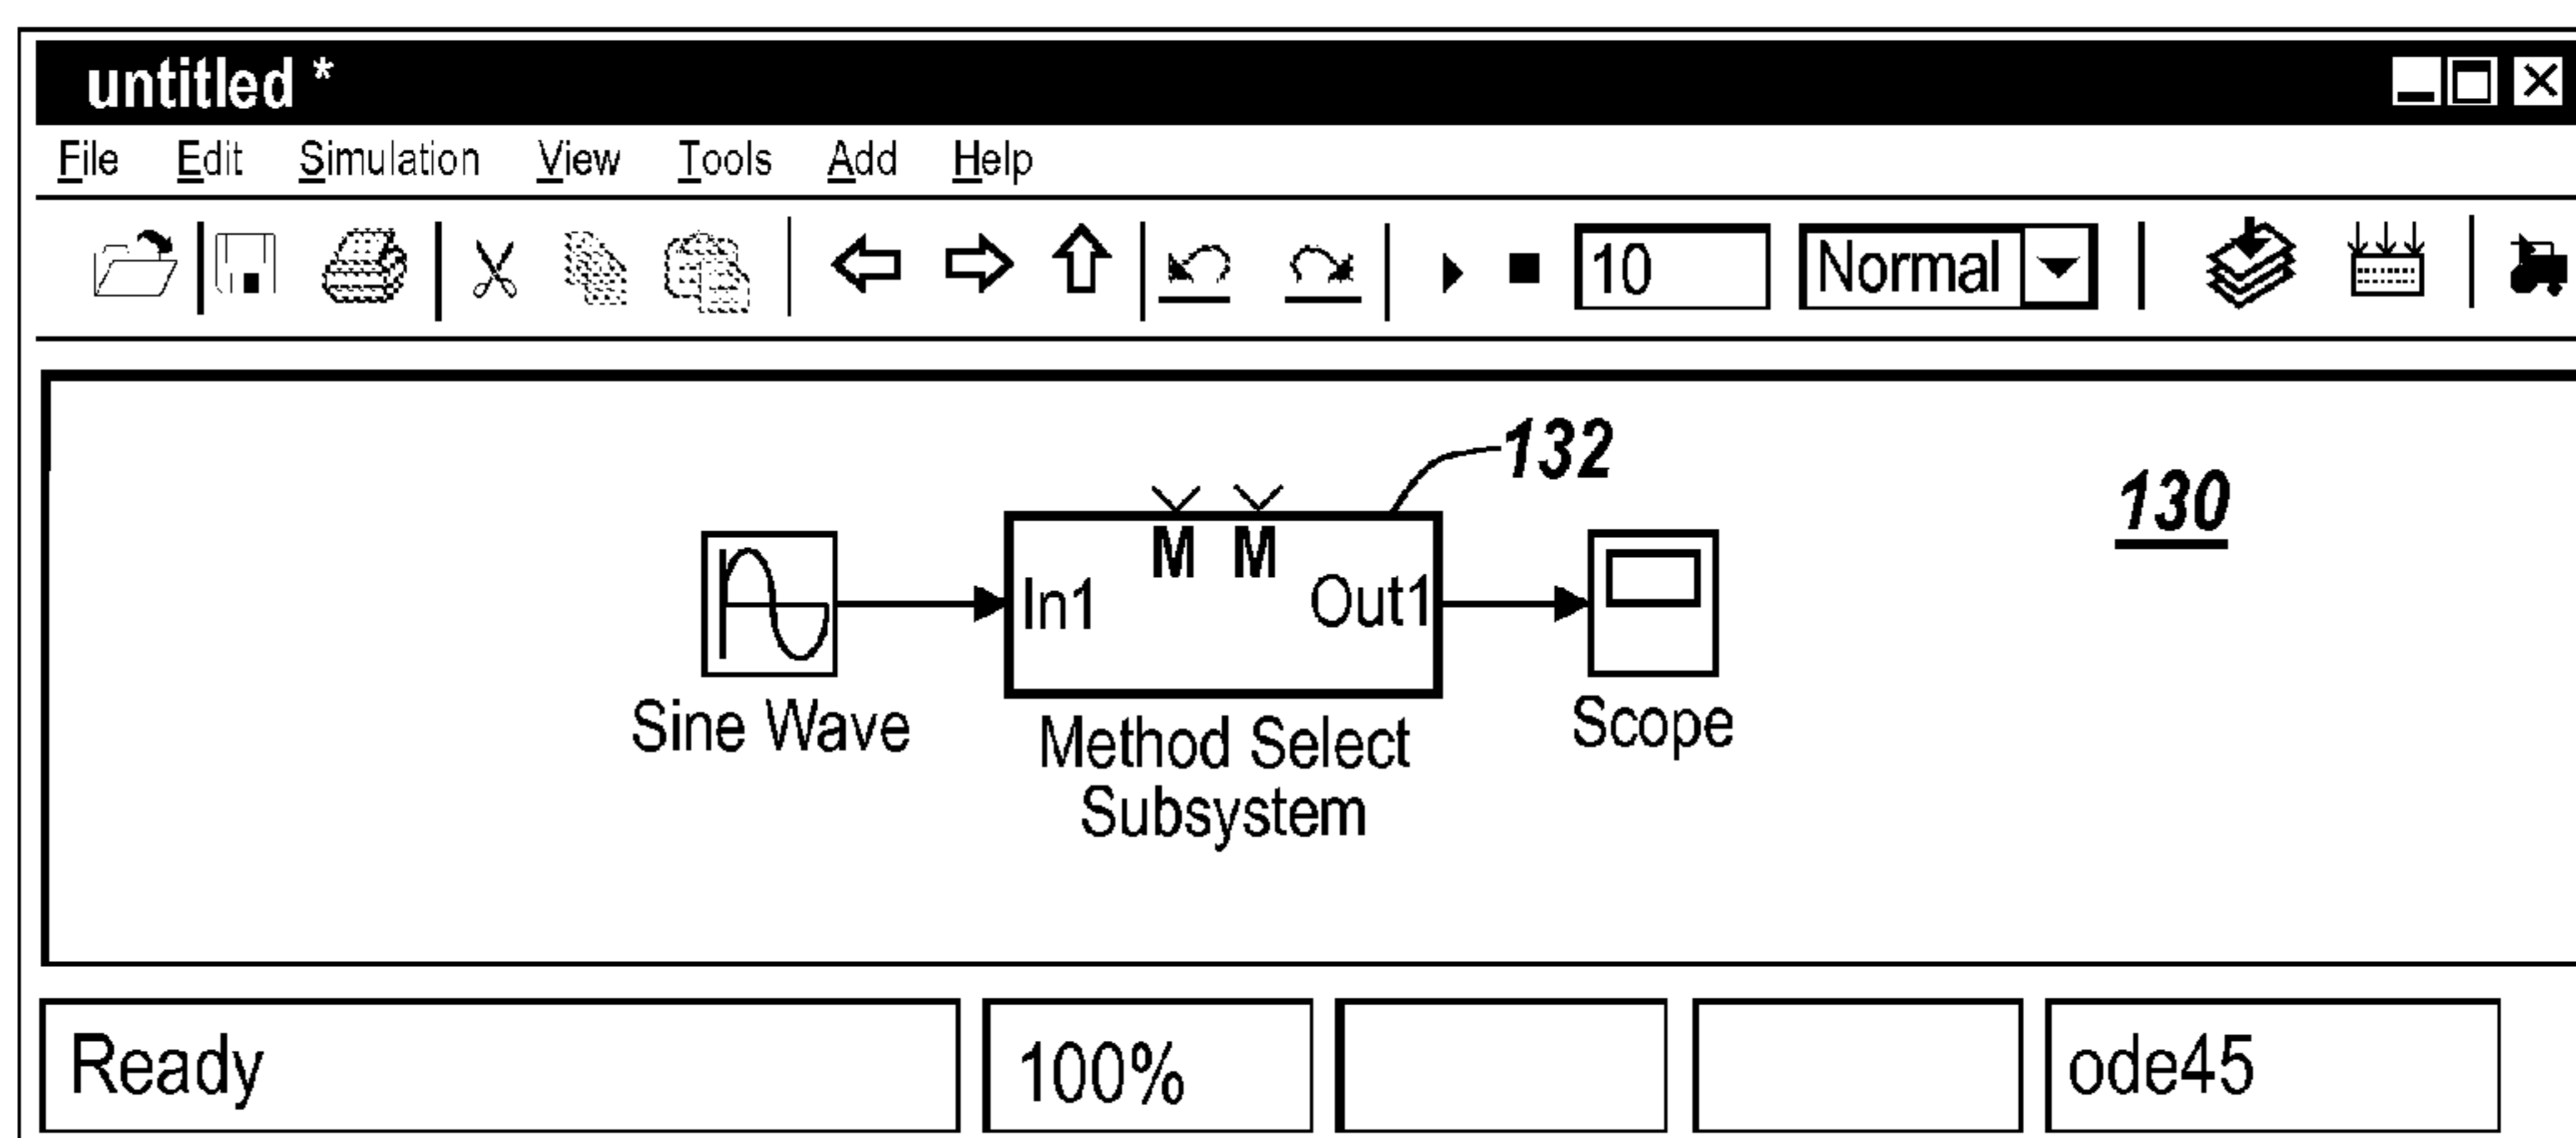 untitled *
File Edit Simulation View Tools Add Help
10 Normal
132
130
M M
In1 Out1
Sine Wave
Method Select
Subsystem
Scope
Ready 100% ode45